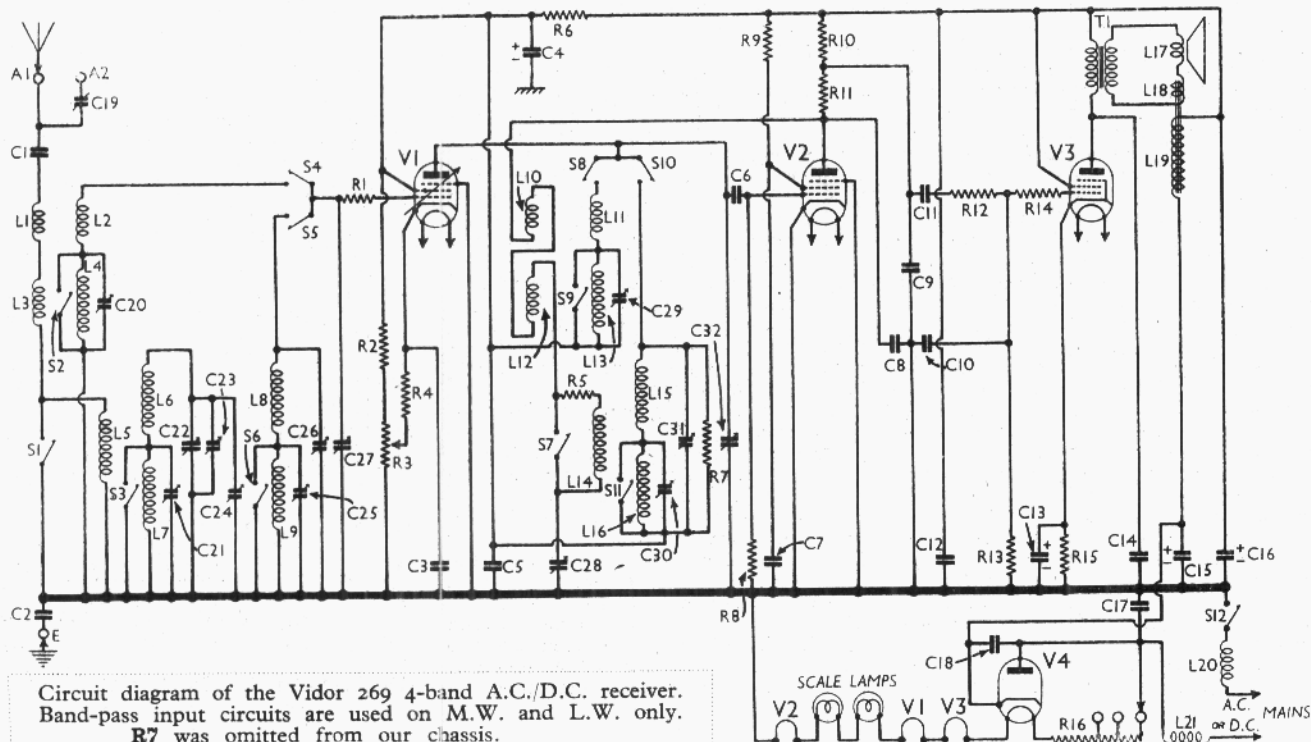 R6
C4
R9
R10
R11
T1
L17
L18
L19
A1
A2
C19
C1
L1
L2
L3
L4
C20
S2
S4
S5
R1
V1
L10
S8
S10
L11
C6
V2
C11
R12
R14
V3
S9
C29
L12
L13
C32
C9
C8
C10
R2
R4
R3
R5
L15
C31
R7
S7
L14
S11
L16
C30
L5
L6
C22
C23
L8
S6
C26
C27
S1
S3
L7
C21
C24
L9
C25
C3
C5
C28
R8
C7
C12
R13
C13
R15
C14
C15
C16
C2
E
C17
S12
C18
V4
L20
A.C.
OR D.C.
MAINS
SCALE LAMPS
V2
V1
V3
R16
L21
Circuit diagram of the Vidor 269 4-band A.C./D.C. receiver.
Band-pass input circuits are used on M.W. and L.W. only.
R7 was omitted from our chassis.